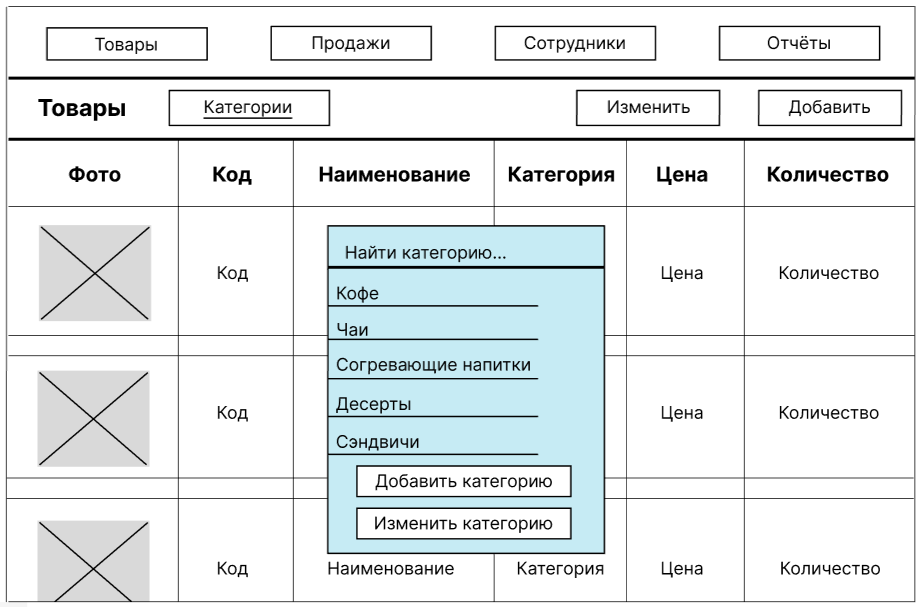 Товары Продажи Сотрудники Отчёты
Товары Категории Изменить Добавить
Фото Код Наименование Категория Цена Количество
Найти категорию...
Код Цена Количество
Кофе
Чаи
Согревающие напитки
Десерты
Код Цена Количество
Сэндвичи
Добавить категорию
Изменить категорию
Код Наименование Категория Цена Количество